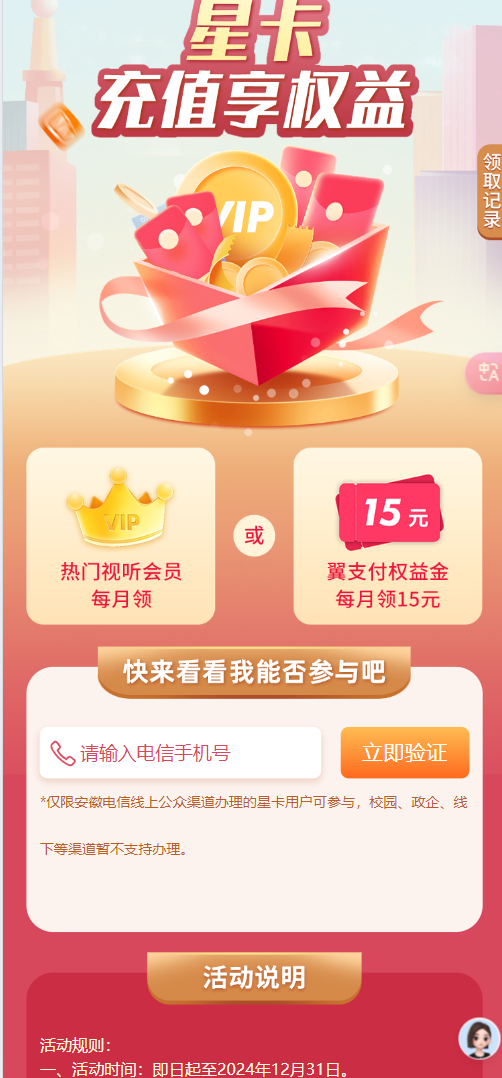 星卡
充值享权益
领取记录
VIP
VIP
15元
或
热门视听会员
每月领
翼支付权益金
每月领15元
快来看看我能否参与吧
请输入电信手机号
立即验证
*仅限安徽电信线上公众渠道办理的星卡用户可参与，校园、政企、线
下等渠道暂不支持办理。
活动说明
活动规则：
一、活动时间：即日起至2024年12月31日。